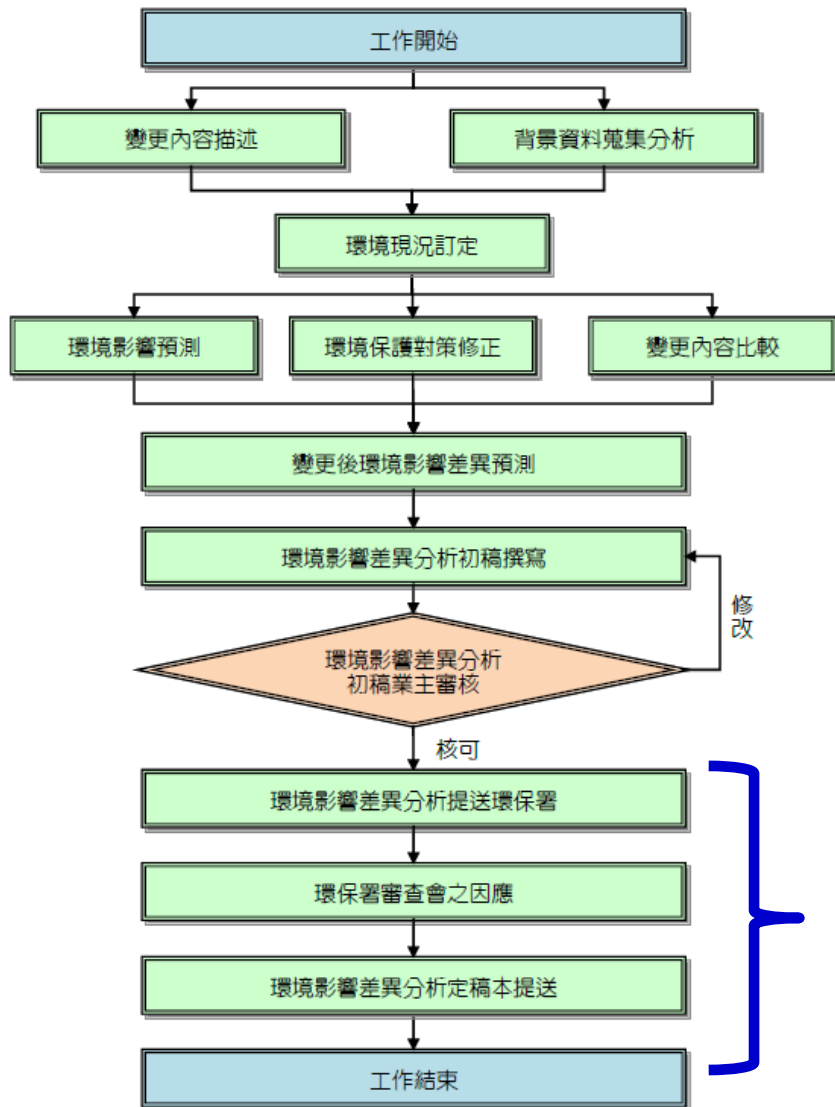 工作開始
變更內容描述
背景資料蒐集分析
環境現況訂定
環境影響預測
環境保護對策修正
變更內容比較
變更後環境影響差異預測
環境影響差異分析初稿撰寫
修
改
環境影響差異分析
初稿業主審核
核可
環境影響差異分析提送環保署
環保署審查會之因應
環境影響差異分析定稿本提送
工作結束